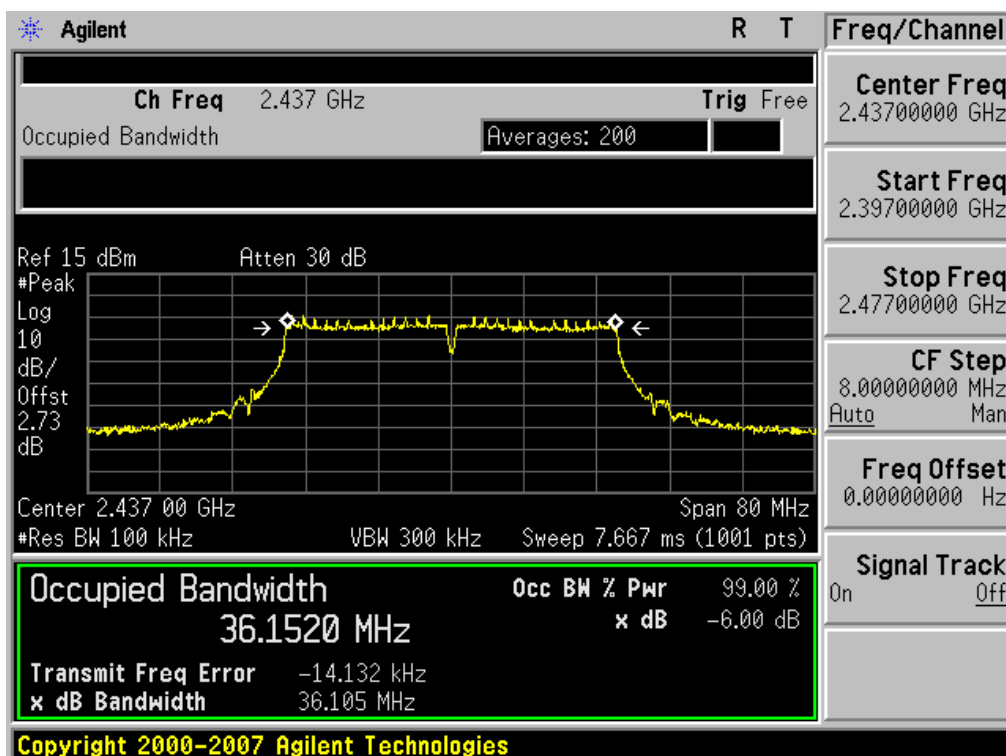 Agilent R T
Freq/Channel
Ch Freq 2.437 GHz Trig Free
Occupied Bandwidth Averages: 200
Ref 15 dBm Atten 30 dB
#Peak
Log
10
dB/
Offst
2.73
dB
Center 2.437 00 GHz Span 80 MHz
#Res BW 100 kHz VBW 300 kHz Sweep 7.667 ms (1001 pts)
Occupied Bandwidth Occ BW % Pwr 99.00 %
36.1520 MHz x dB -6.00 dB
Transmit Freq Error -14.132 kHz
x dB Bandwidth 36.105 MHz
Center Freq
2.43700000 GHz
Start Freq
2.39700000 GHz
Stop Freq
2.47700000 GHz
CF Step
8.00000000 MHz
Auto Man
Freq Offset
0.00000000 Hz
Signal Track
On Off
Copyright 2000-2007 Agilent Technologies